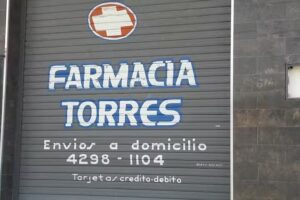 FARMACIA
TORRES
Envios a domicilio
4298-1104
Tarjetas credito-debito